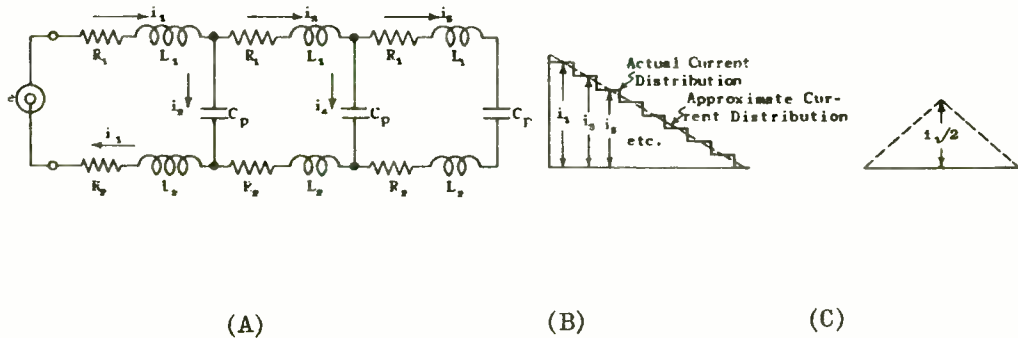 i₁ i₃ i₅
R₁ L₁ R₁ L₁ R₁ L₁
e
i₂ Cₚ i₄ Cₚ Cₚ
i₁
R₂ L₂ R₂ L₂ R₂ L₂
Actual Current
Distribution
Approximate Cur-
rent Distribution
i₁ i₃ i₅
etc.
i₁/2
(A) (B) (C)